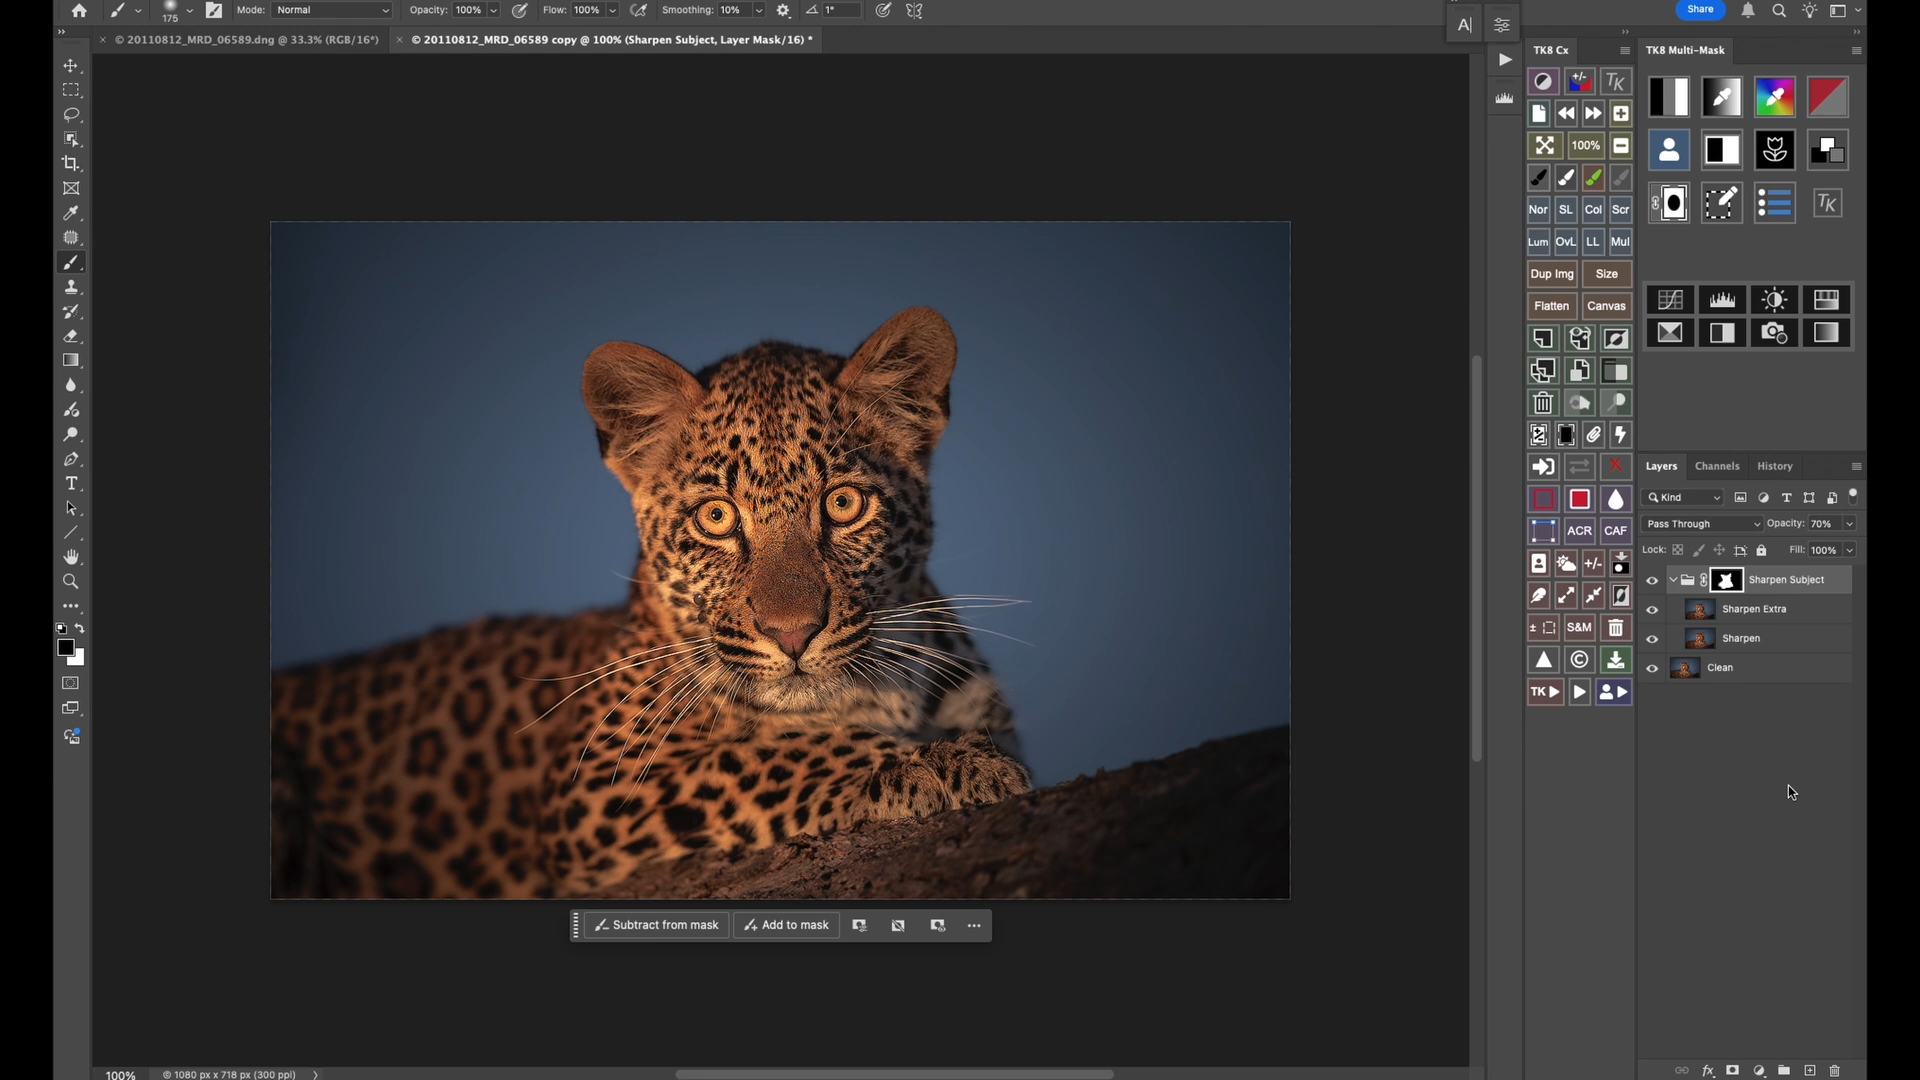 175
Mode: Normal
Opacity: 100%
Flow: 100%
Smoothing: 10%
1°
Share
© 20110812_MRD_06589.dng @ 33.3% (RGB/16*)
© 20110812_MRD_06589 copy @ 100% (Sharpen Subject, Layer Mask/16) *
A
TK8 Cx
TK8 Multi-Mask
+/-
TK
100%
Nor SL Col Scr
Lum OvL LL Mul
Dup Img Size
Flatten Canvas
TK
ACR CAF
+/-
S&M
©
TK
Layers Channels History
Kind
T
Pass Through
Opacity: 70%
Lock:
Fill: 100%
Sharpen Subject
Sharpen Extra
Sharpen
Clean
T
Subtract from mask
Add to mask
fx
100%
1080 px x 718 px (300 ppi)